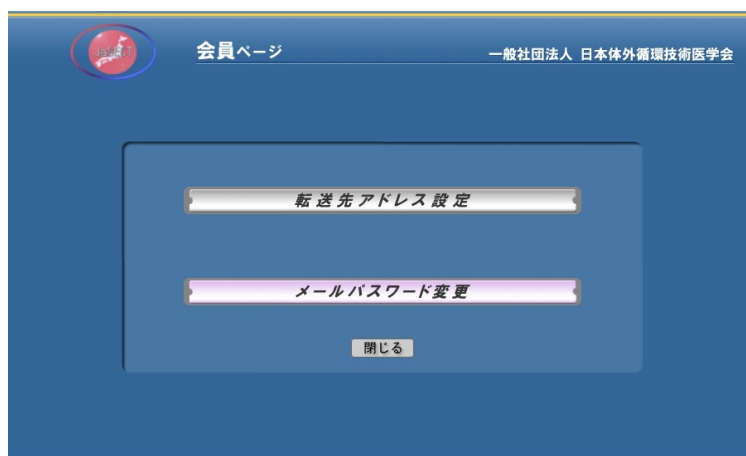 会員ページ
一般社団法人 日本体外循環技術医学会
転送先アドレス設定
メールパスワード変更
閉じる